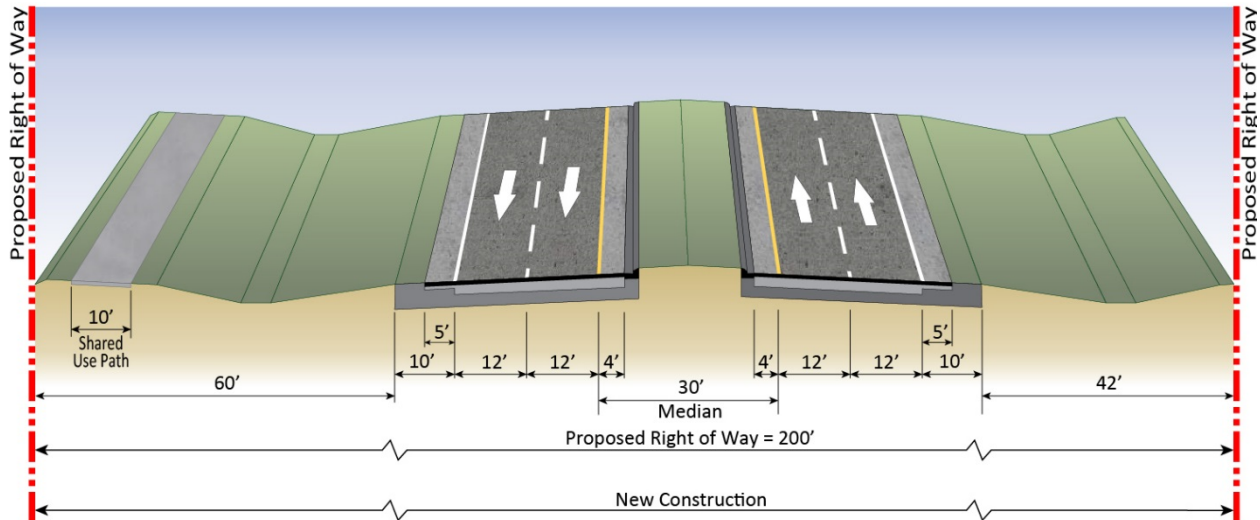 Proposed Right of Way
Proposed Right of Way
10’
Shared
Use Path
5’
5’
10’
12’
12’
4’
4’
12’
12’
10’
60’
30’
Median
42’
Proposed Right of Way = 200’
New Construction